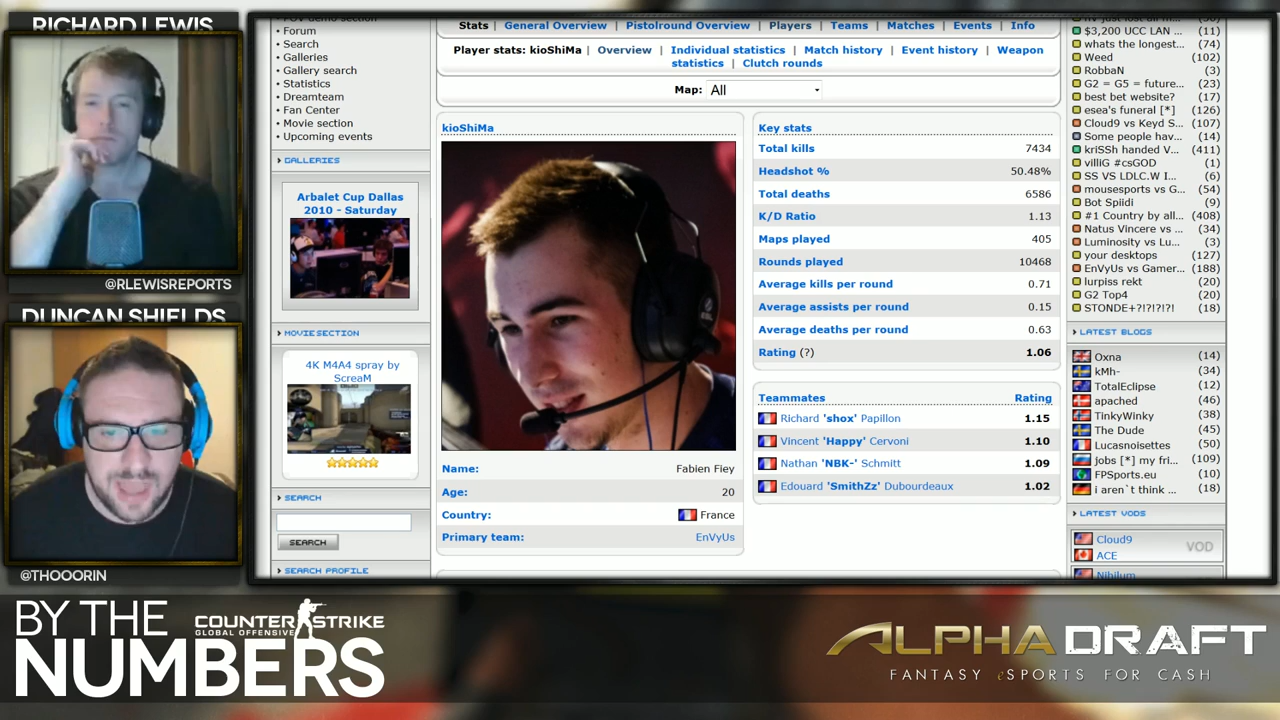 RICHARD LEWIS
@RLEWISREPORTS
DUNCAN SHIELDS
@THOOORIN
Forum
Search
Galleries
Gallery search
Statistics
Dreamteam
Fan Center
Movie section
Upcoming events
GALLERIES
Arbalet Cup Dallas
2010 - Saturday
MOVIESECTION
4K M4A4 spray by
ScreaM
SEARCH
SEARCH
SEARCH PROFILE
Stats | General Overview | Pistolround Overview | Players | Teams | Matches | Events | Info
Player stats: kioShiMa | Overview | Individual statistics | Match history | Event history | Weapon
statistics | Clutch rounds
Map: All
kioShiMa
Name: Fabien Fiey
Age: 20
Country: France
Primary team: EnVyUs
Key stats
Total kills 7434
Headshot % 50.48%
Total deaths 6586
K/D Ratio 1.13
Maps played 405
Rounds played 10468
Average kills per round 0.71
Average assists per round 0.15
Average deaths per round 0.63
Rating (?) 1.06
Teammates Rating
Richard 'shox' Papillon 1.15
Vincent 'Happy' Cervoni 1.10
Nathan 'NBK-' Schmitt 1.09
Edouard 'SmithZz' Dubourdeaux 1.02
$3,200 UCC LAN ... (11)
whats the longest... (74)
Weed (102)
RobbaN (3)
G2 = G5 = future... (23)
best bet website? (17)
esea's funeral [*] (126)
Cloud9 vs Keyd S... (107)
Some people hav... (14)
kriSSh handed V... (411)
villiG #csGOD (1)
SS VS LDLC.W I... (6)
mousesports vs G... (54)
Bot Spiidi (9)
#1 Country by all... (408)
Natus Vincere vs ... (34)
Luminosity vs Lu... (3)
your desktops (127)
EnVyUs vs Gamer... (188)
lurpiss rekt (20)
G2 Top4 (20)
STONDE+?!?!?!?! (18)
LATEST BLOGS
Oxna (14)
kMh- (34)
TotalEclipse (12)
apached (46)
TinkyWinky (38)
The Dude (45)
Lucasnoisettes (50)
jobs [*] my fri... (109)
FPSports.eu (10)
i aren`t think ... (18)
LATEST VODS
Cloud9
ACE
VOD
Nihilum
BY THE
NUMBERS
COUNTER STRIKE
GLOBAL OFFENSIVE
ALPHADRAFT
FANTASY eSPORTS FOR CASH